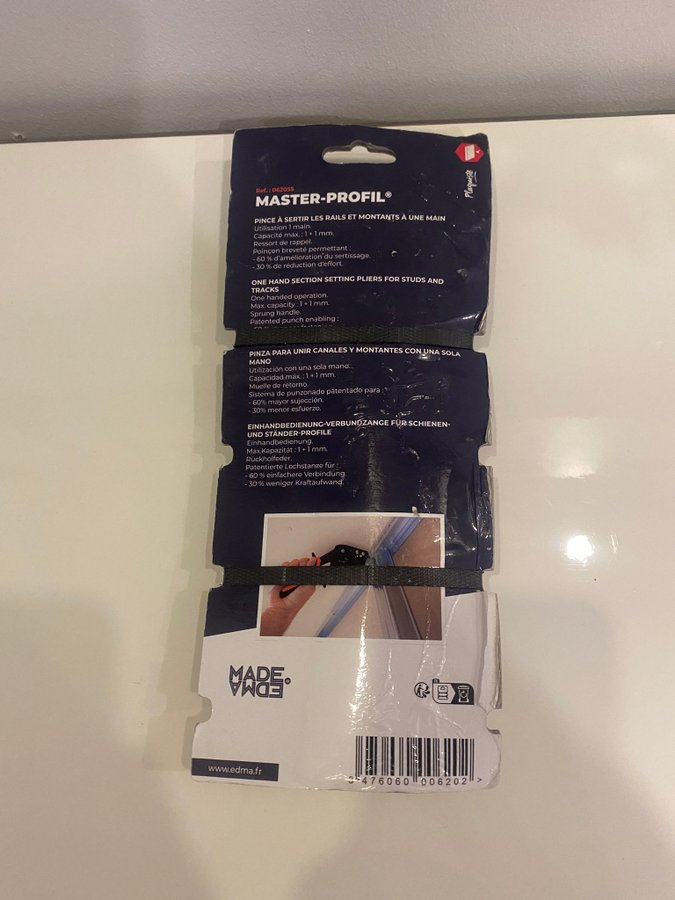 Plaquiste
Ref. : 062055
MASTER-PROFIL®
PINCE À SERTIR LES RAILS ET MONTANTS À UNE MAIN
Utilisation 1 main.
Capacité max. : 1 + 1 mm.
Ressort de rappel.
Poinçon breveté permettant :
- 60 % d'amélioration du sertissage.
- 30 % de réduction d'effort.
ONE HAND SECTION SETTING PLIERS FOR STUDS AND
TRACKS
One handed operation.
Max. capacity : 1 + 1 mm.
Sprung handle.
Patented punch enabling :
PINZA PARA UNIR CANALES Y MONTANTES CON UNA SOLA
MANO
Utilización con una sola mano.
Capacidad máx. : 1 + 1 mm.
Muelle de retorno.
Sistema de punzonado patentado para :
- 60% mayor sujección.
- 30% menor esfuerzo.
EINHANDBEDIENUNG-VERBUNDZANGE FÜR SCHIENEN-
UND STÄNDER-PROFILE
Einhandbedienung.
Max.Kapazität : 1 + 1 mm.
Rückholfeder.
Patentierte Lochstanze für :
- 60 % einfachere Verbindung.
- 30 % weniger Kraftaufwand.
MADE
EDMA
www.edma.fr
476060 006202 >